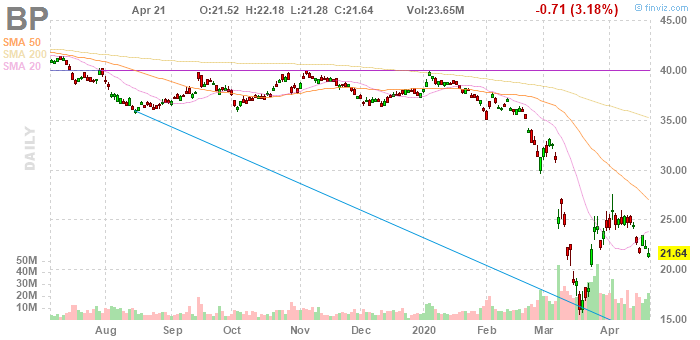 BP Apr 21 O:21.52 H:22.18 L:21.28 C:21.64 Vol:23.65M -0.71 (3.18%)
© finviz.com
SMA 50
SMA 200
SMA 20
DAILY
45.00
40.00
35.00
30.00
25.00
21.64
20.00
15.00
50M
40M
30M
20M
10M
Aug Sep Oct Nov Dec 2020 Feb Mar Apr